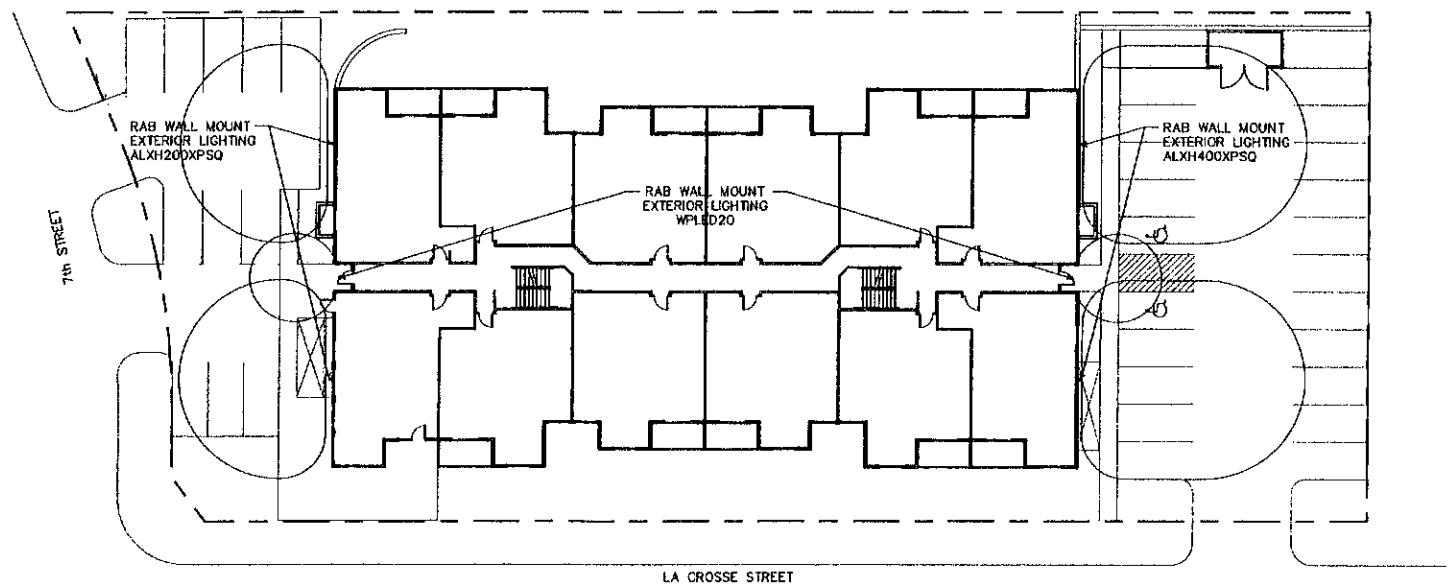 RAB WALL MOUNT
EXTERIOR LIGHTING
ALXH200XPSQ
RAB WALL MOUNT
EXTERIOR LIGHTING
WPLED20
RAB WALL MOUNT
EXTERIOR LIGHTING
ALXH400XPSQ
7th STREET
LA CROSSE STREET